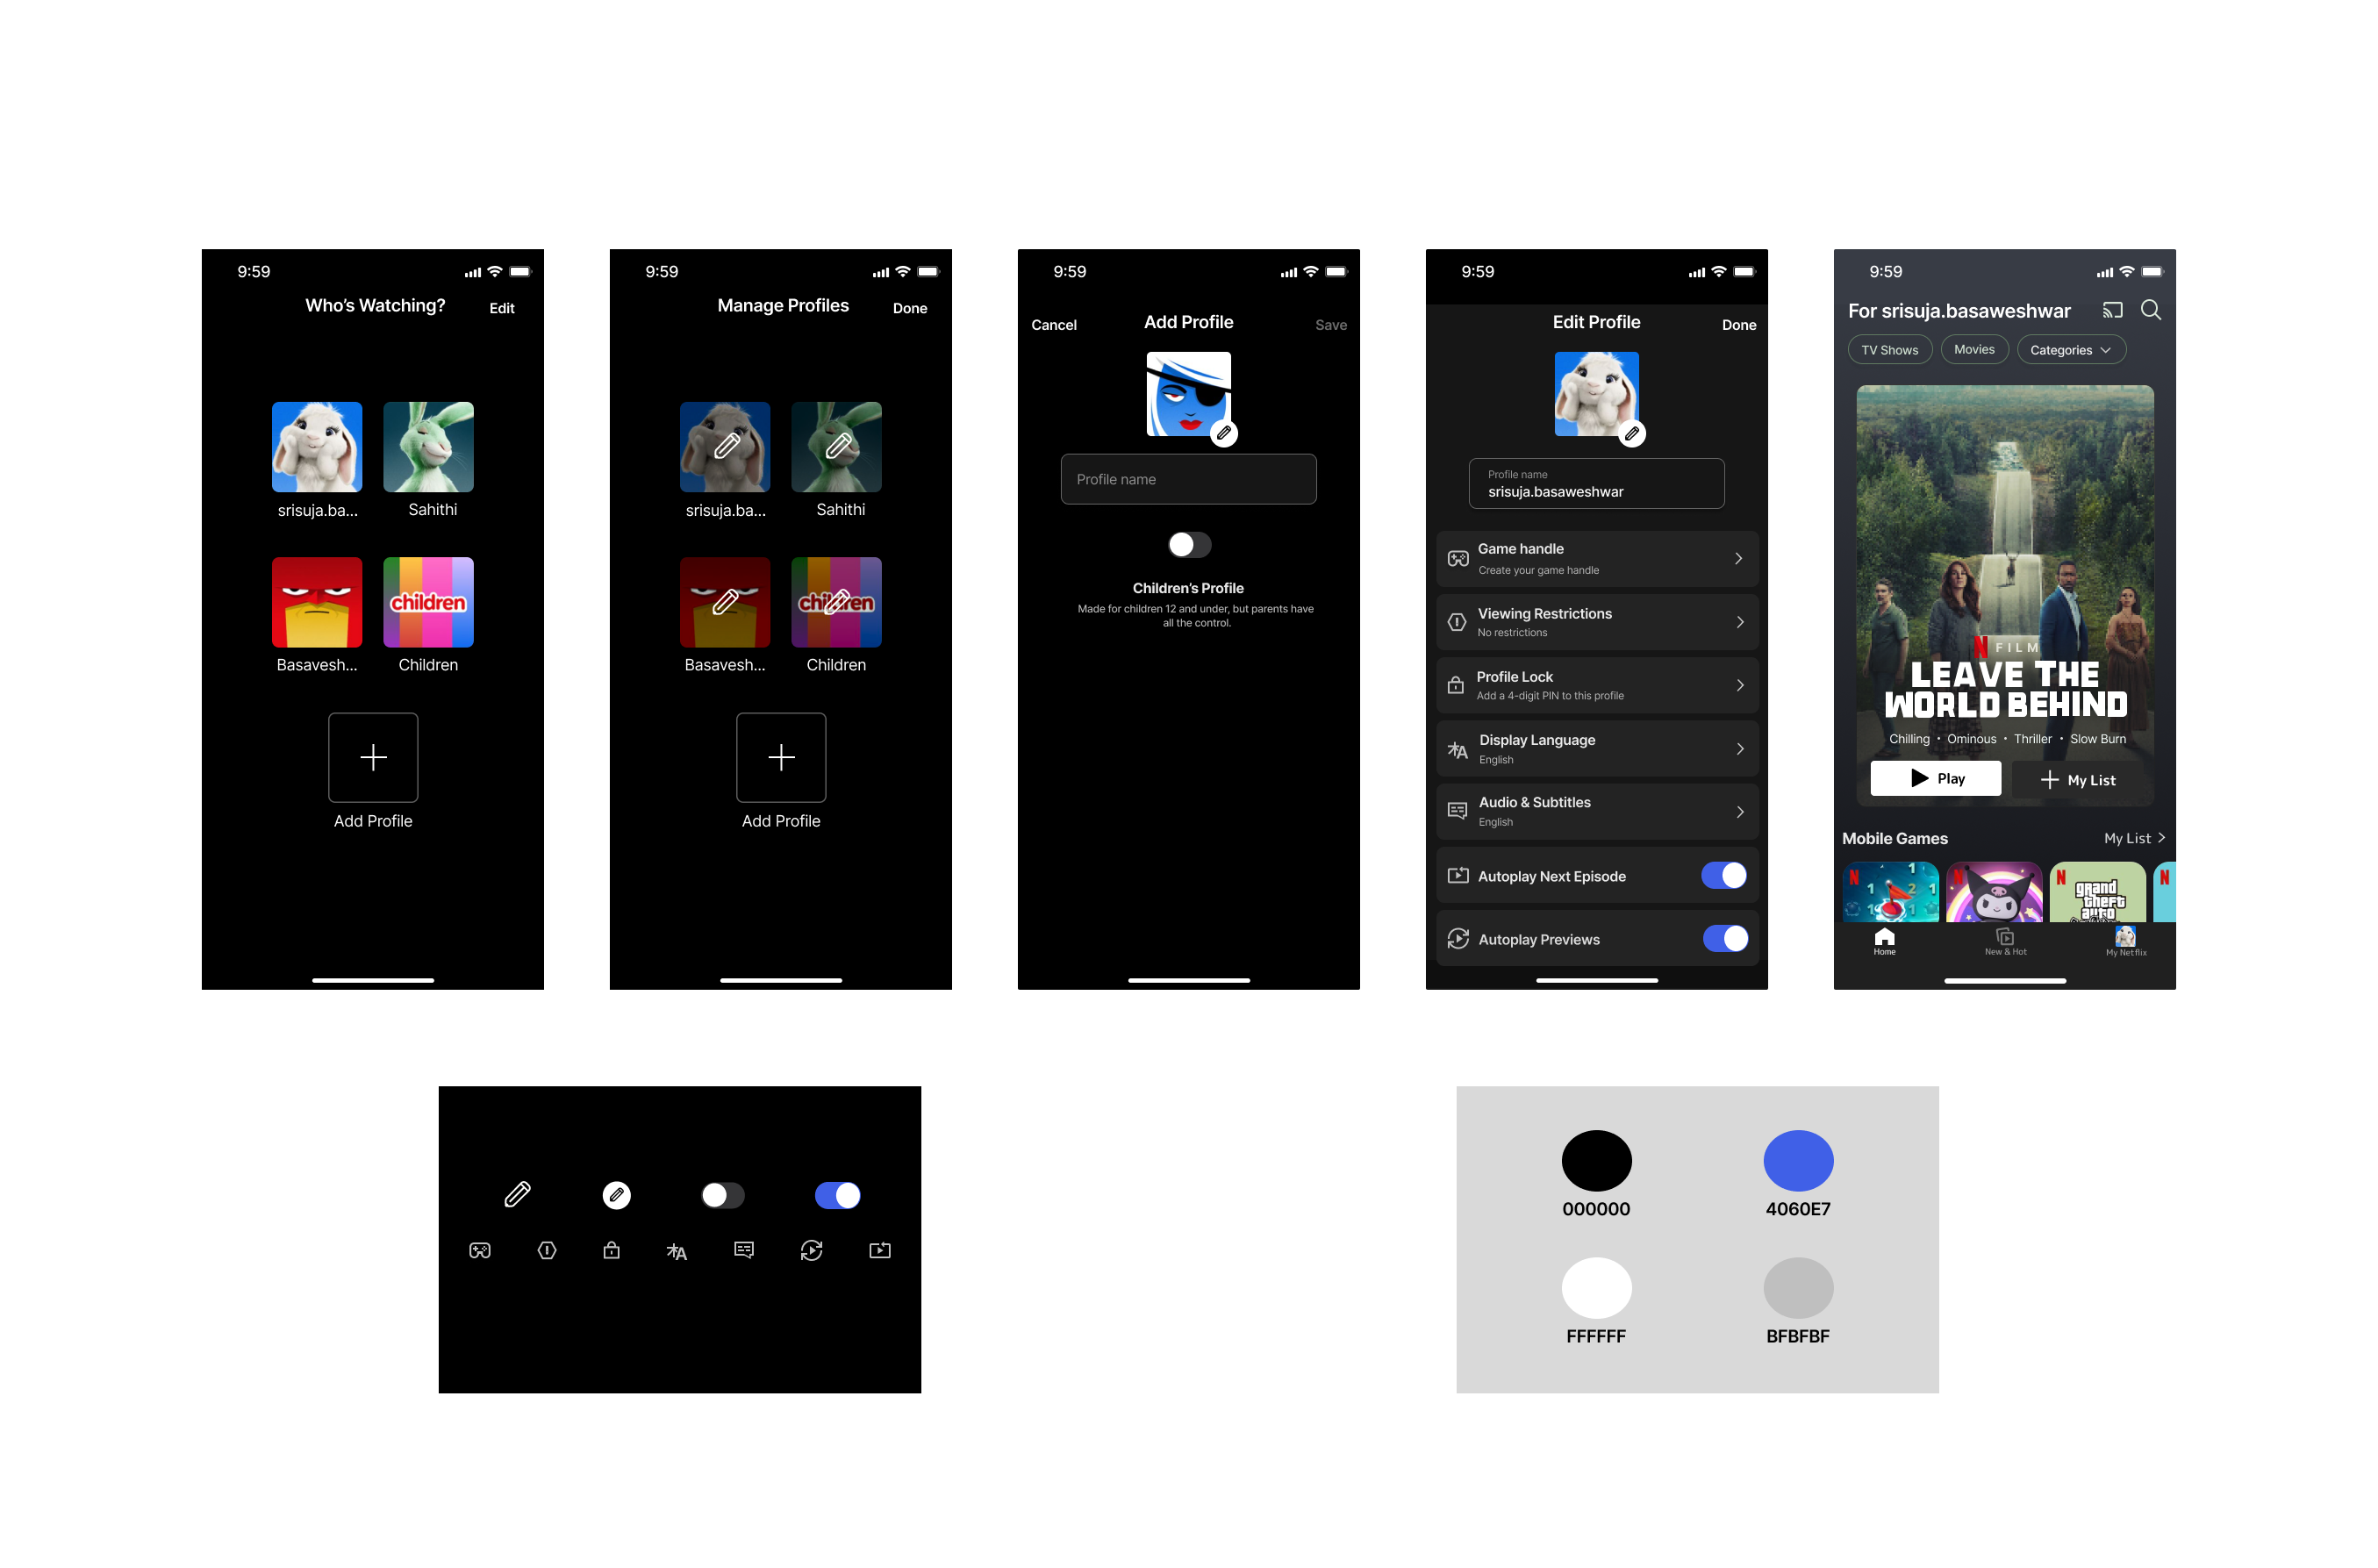 9:59
Who's Watching?
Edit
srisuja.ba...
Sahithi
children
Basavesh...
Children
Add Profile
9:59
Manage Profiles
Done
srisuja.ba...
Sahithi
children
Basavesh...
Children
Add Profile
9:59
Cancel
Add Profile
Save
Profile name
Children's Profile
Made for children 12 and under, but parents have
all the control.
9:59
Edit Profile
Done
Profile name
srisuja.basaweshwar
Game handle
Create your game handle
Viewing Restrictions
No restrictions
Profile Lock
Add a 4-digit PIN to this profile
Display Language
English
Audio & Subtitles
English
Autoplay Next Episode
Autoplay Previews
9:59
For srisuja.basaweshwar
TV Shows
Movies
Categories
N FILM
LEAVE THE
WORLD BEHIND
Chilling • Ominous • Thriller • Slow Burn
Play
My List
Mobile Games
My List
N
1
1 2 1
1 1
N
N
grand
theft
auto
N
Home
New & Hot
My Netflix
A
000000
4060E7
FFFFFF
BFBFBF